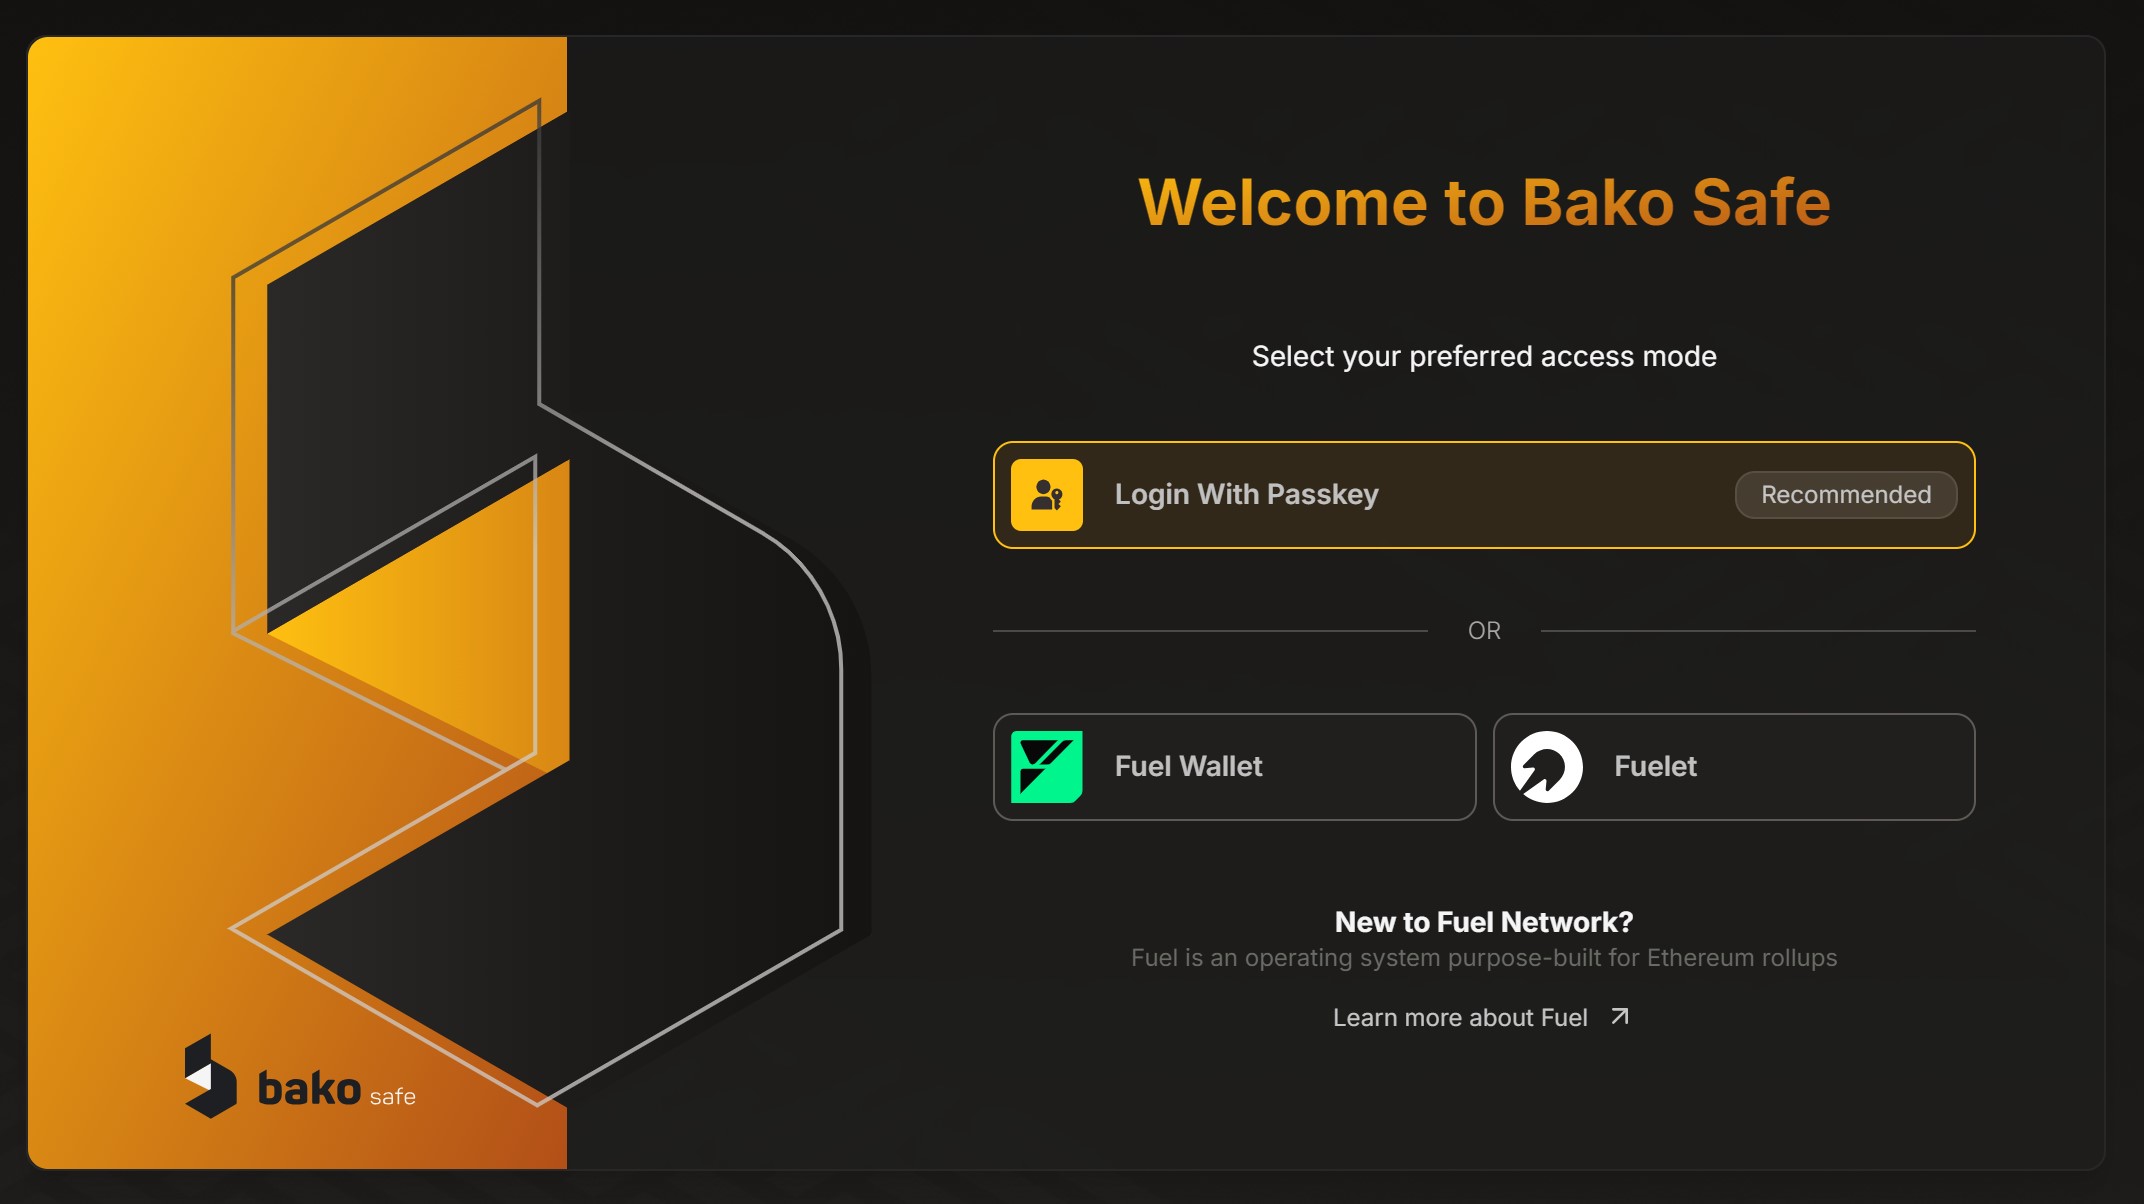 Welcome to Bako Safe
Select your preferred access mode
Login With Passkey
Recommended
OR
Fuel Wallet
Fuelet
New to Fuel Network?
Fuel is an operating system purpose-built for Ethereum rollups
Learn more about Fuel
bako safe